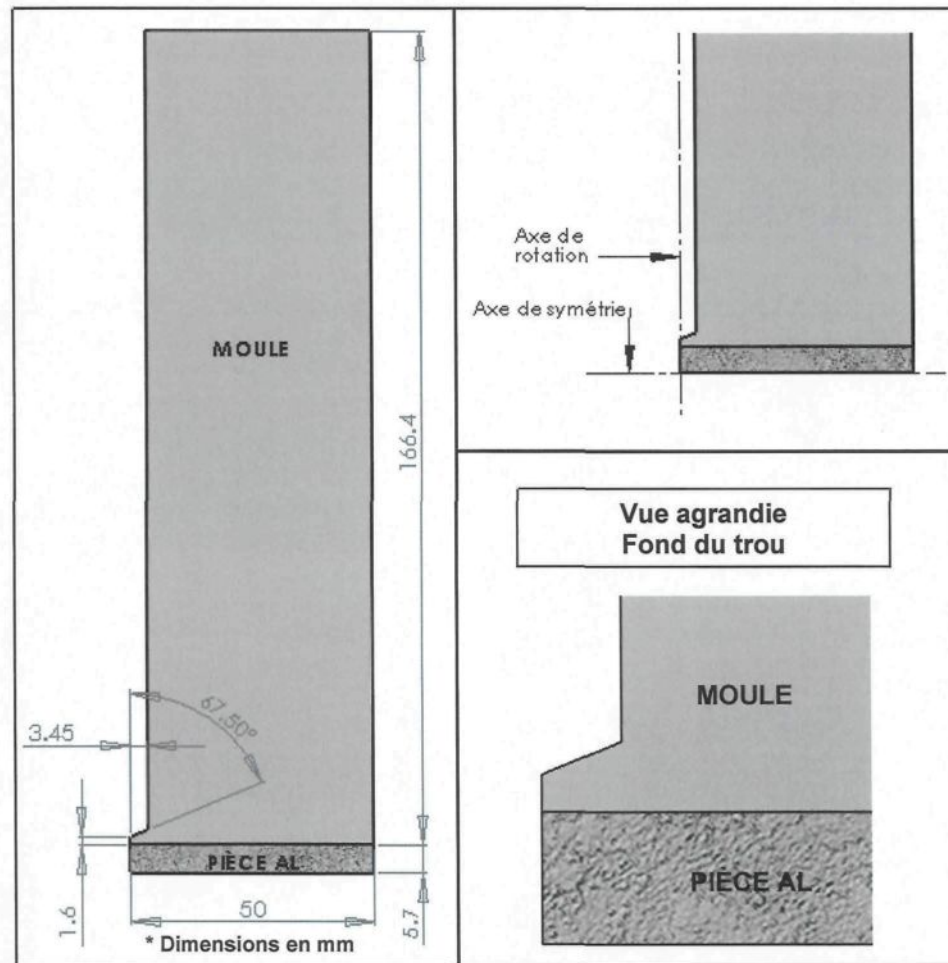 MOULE
166.4
67.50°
3.45
PIÈCE AL
1.6
50
5.7
* Dimensions en mm
Axe de
rotation
Axe de symétrie
Vue agrandie
Fond du trou
MOULE
PIÈCE AL